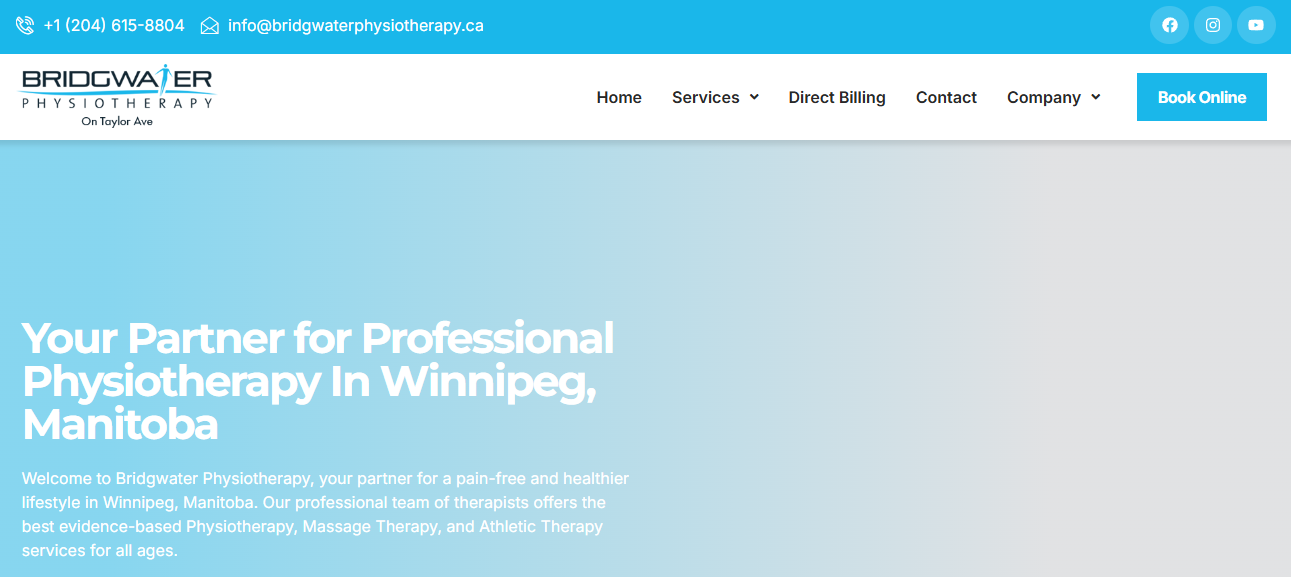 +1 (204) 615-8804 info@bridgwaterphysiotherapy.ca
BRIDGWATER
PHYSIOTHERAPY
On Taylor Ave
Home Services Direct Billing Contact Company Book Online
Your Partner for Professional
Physiotherapy In Winnipeg,
Manitoba
Welcome to Bridgwater Physiotherapy, your partner for a pain-free and healthier
lifestyle in Winnipeg, Manitoba. Our professional team of therapists offers the
best evidence-based Physiotherapy, Massage Therapy, and Athletic Therapy
services for all ages.